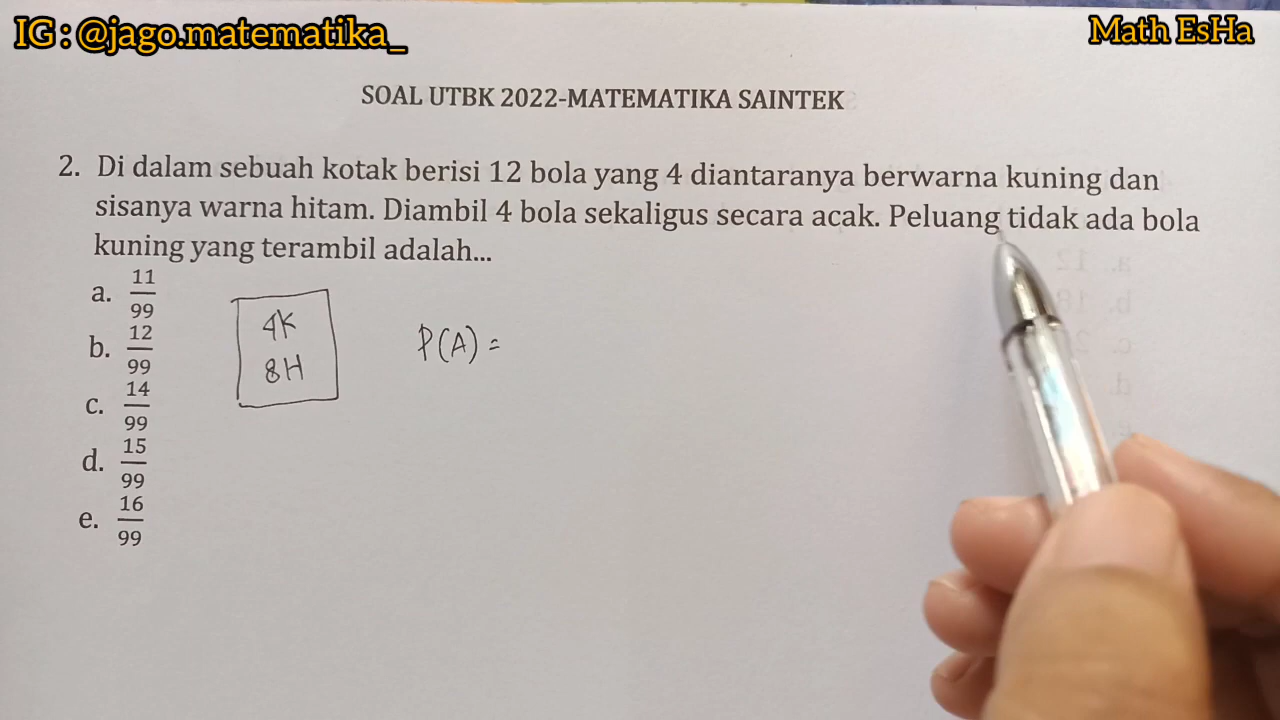 IG : @jago.matematika_
Math EsHa
SOAL UTBK 2022-MATEMATIKA SAINTEK
2. Di dalam sebuah kotak berisi 12 bola yang 4 diantaranya berwarna kuning dan
sisanya warna hitam. Diambil 4 bola sekaligus secara acak. Peluang tidak ada bola
kuning yang terambil adalah...
a. 11/99
b. 12/99
c. 14/99
d. 15/99
e. 16/99
4K
8H
P(A) =